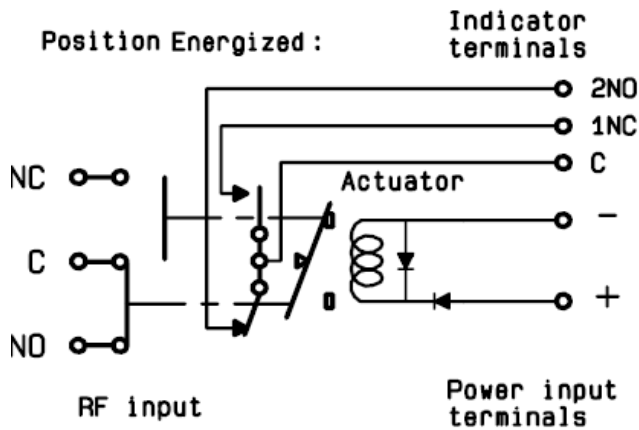 Position Energized :
Indicator
terminals
2NO
1NC
C
NC
Actuator
−
C
+
NO
RF input
Power input
terminals